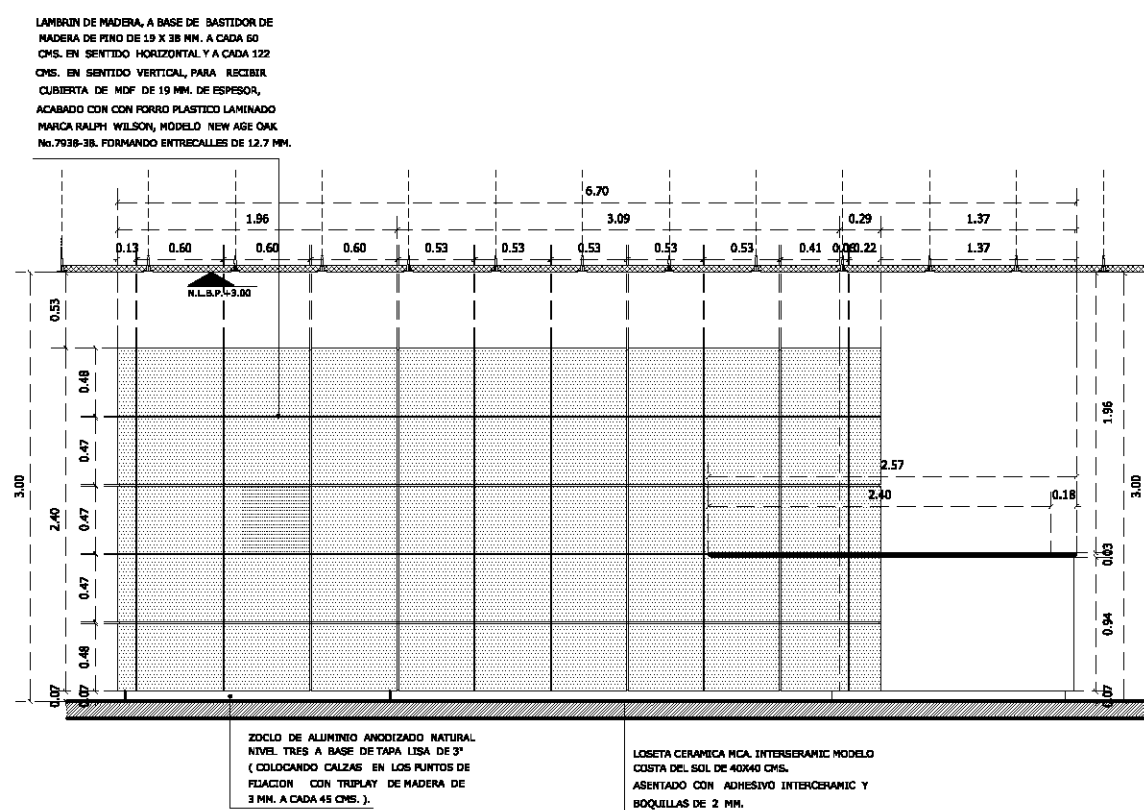 LAMBRIN DE MADERA, A BASE DE BASTIDOR DE
MADERA DE PINO DE 19 X 38 MM. A CADA 60
CMS. EN SENTIDO HORIZONTAL Y A CADA 122
CMS. EN SENTIDO VERTICAL, PARA RECIBIR
CUBIERTA DE MDF DE 19 MM. DE ESPESOR,
ACABADO CON CON FORRO PLASTICO LAMINADO
MARCA RALPH WILSON, MODELO NEW AGE OAK
No.7938-38. FORMANDO ENTRECALLES DE 12.7 MM.
6.70
1.96 3.09 0.29 1.37
0.13 0.60 0.60 0.60 0.53 0.53 0.53 0.53 0.53 0.41 0.06 0.22 1.37
N.L.B.P.+3.00
0.53
0.48
0.47
0.47
0.47
0.48
0.07
0.07
2.40
3.00
1.96
2.57
2.40 0.18
0.03
0.94
0.07
3.00
ZOCLO DE ALUMINIO ANODIZADO NATURAL
NIVEL TRES A BASE DE TAPA LISA DE 3"
( COLOCANDO CALZAS EN LOS PUNTOS DE
FIJACION CON TRIPLAY DE MADERA DE
3 MM. A CADA 45 CMS. ).
LOSETA CERAMICA MCA. INTERSERAMIC MODELO
COSTA DEL SOL DE 40X40 CMS.
ASENTADO CON ADHESIVO INTERCERAMIC Y
BOQUILLAS DE 2 MM.